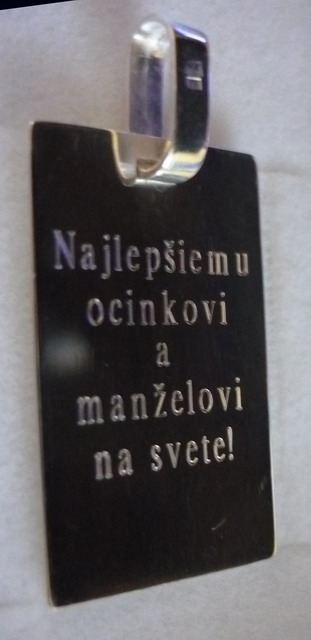 Najlepšiemu
ocinkovi
a
manželovi
na svete!